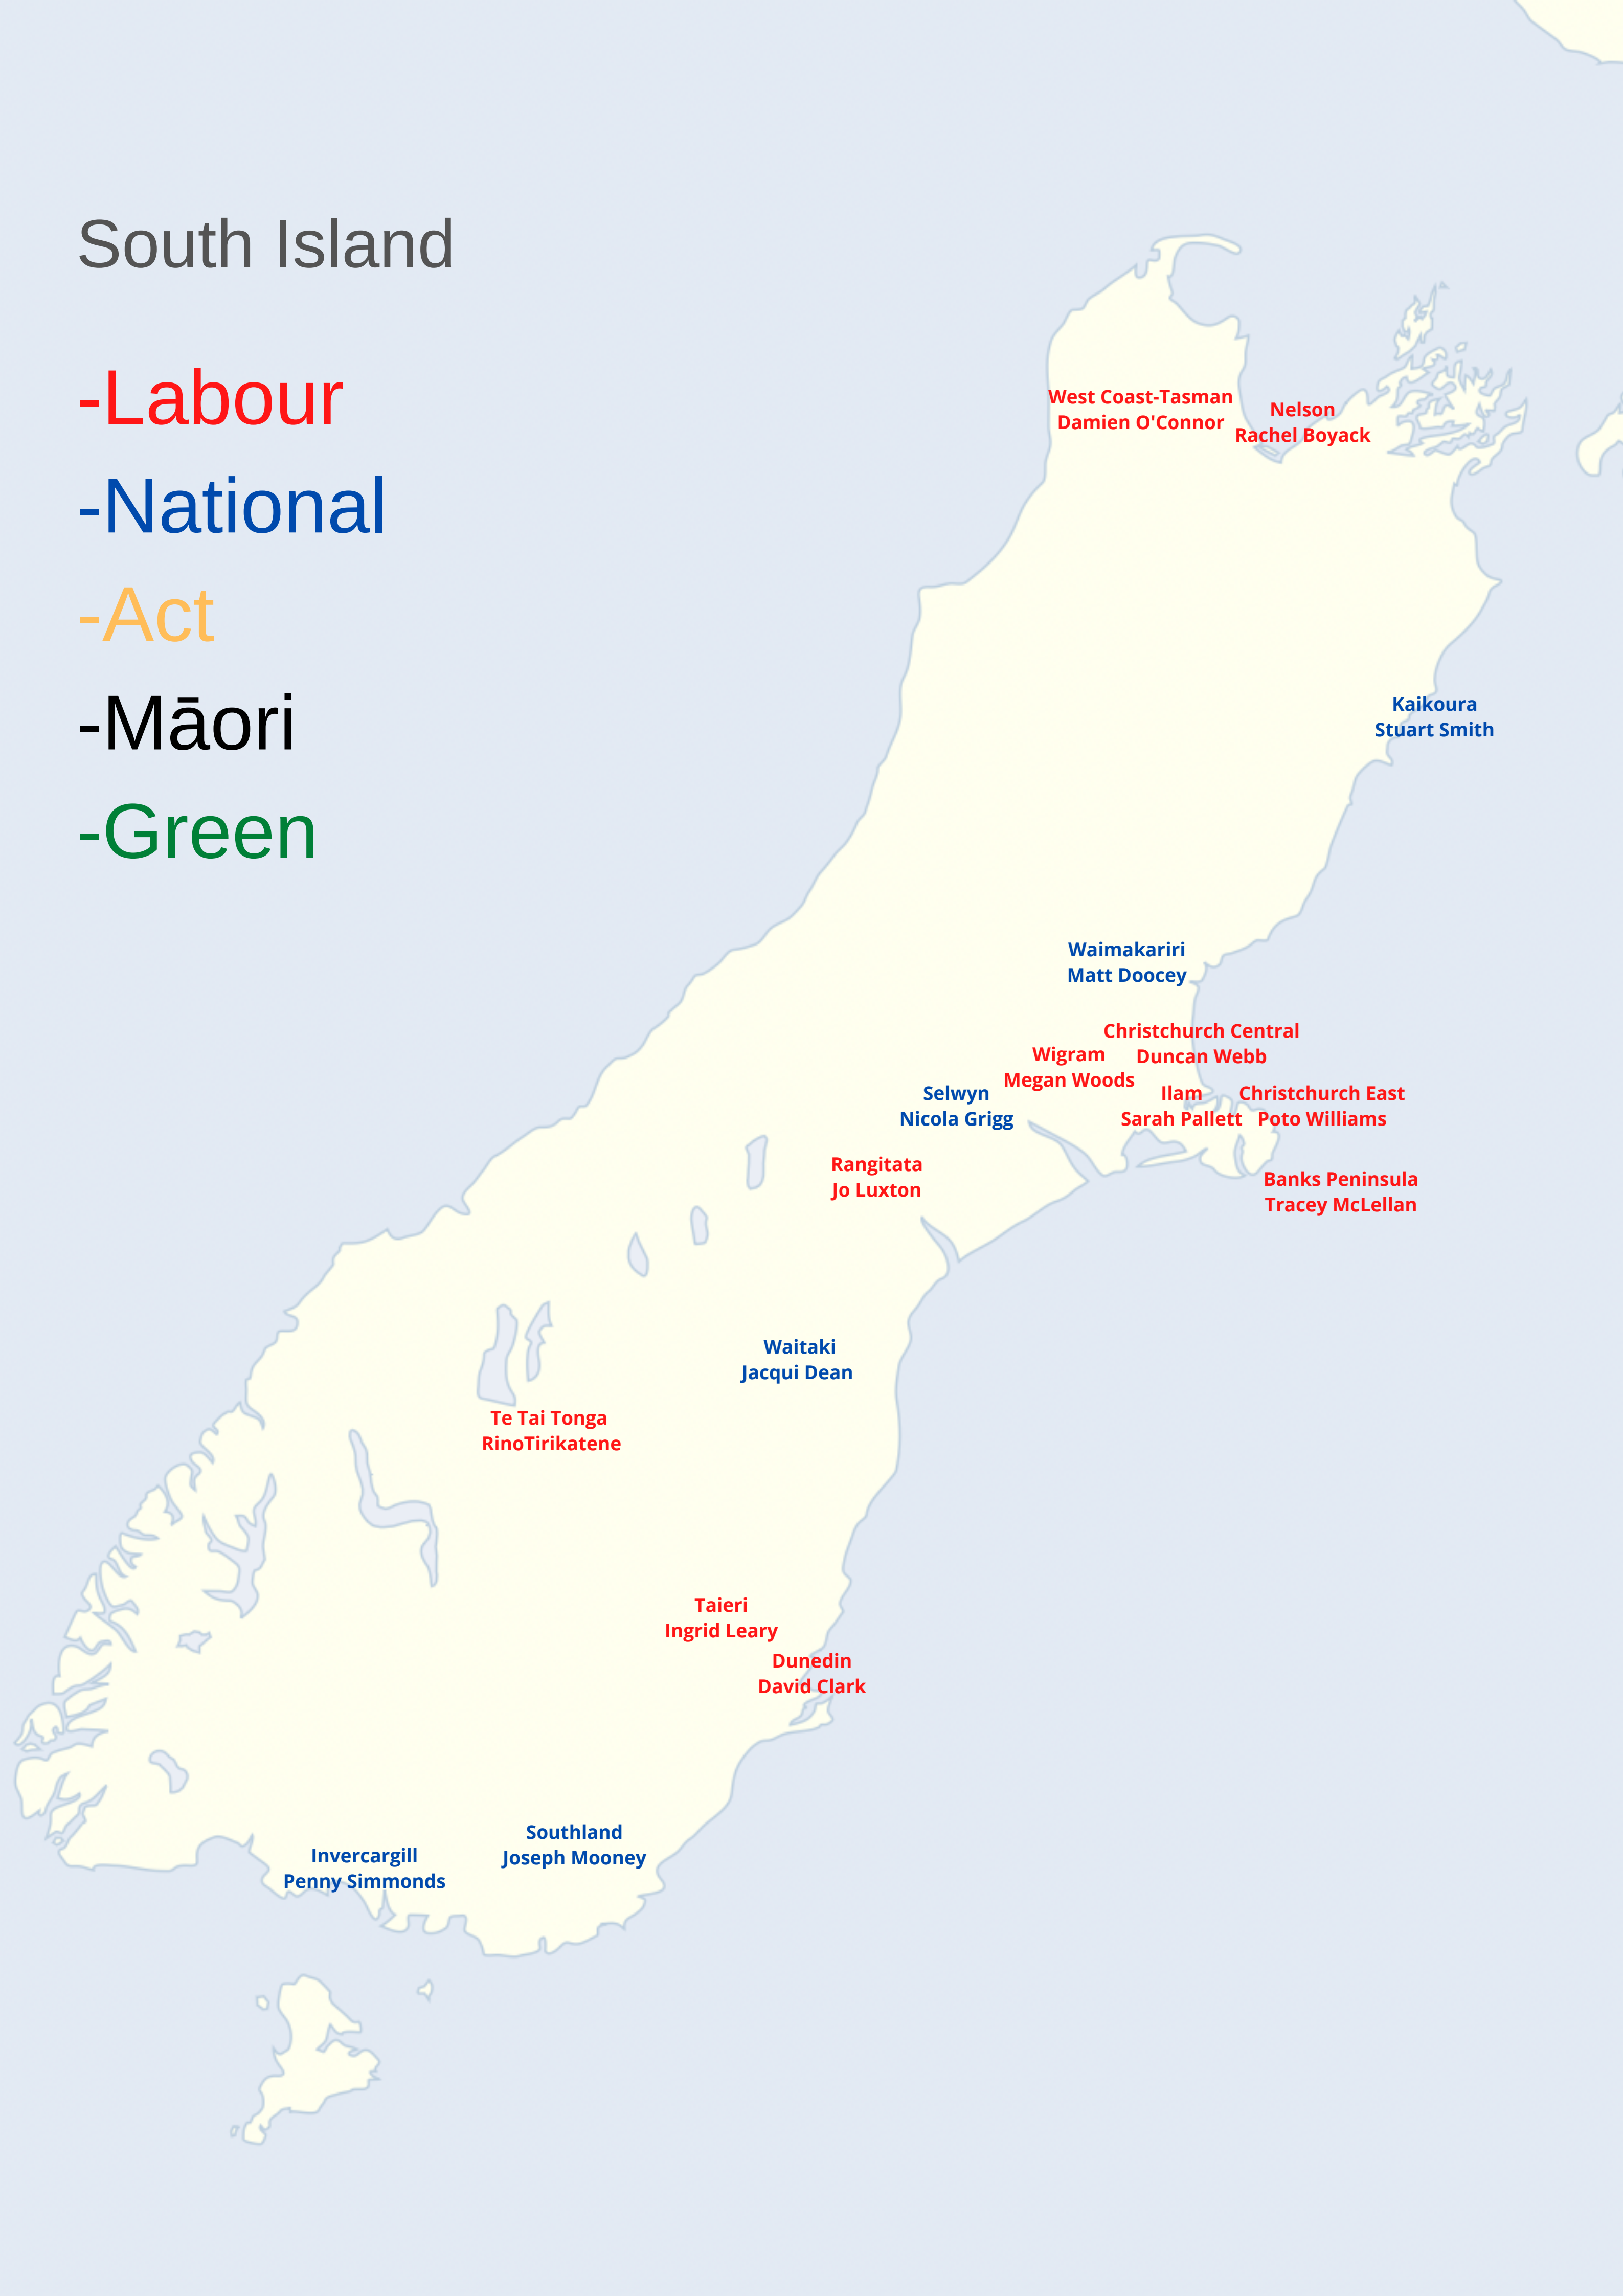 South Island
-Labour
-National
-Act
-Māori
-Green
West Coast-Tasman
Damien O'Connor
Nelson
Rachel Boyack
Kaikoura
Stuart Smith
Waimakariri
Matt Doocey
Christchurch Central
Duncan Webb
Wigram
Megan Woods
Selwyn
Nicola Grigg
Ilam
Sarah Pallett
Christchurch East
Poto Williams
Rangitata
Jo Luxton
Banks Peninsula
Tracey McLellan
Waitaki
Jacqui Dean
Te Tai Tonga
RinoTirikatene
Taieri
Ingrid Leary
Dunedin
David Clark
Southland
Joseph Mooney
Invercargill
Penny Simmonds